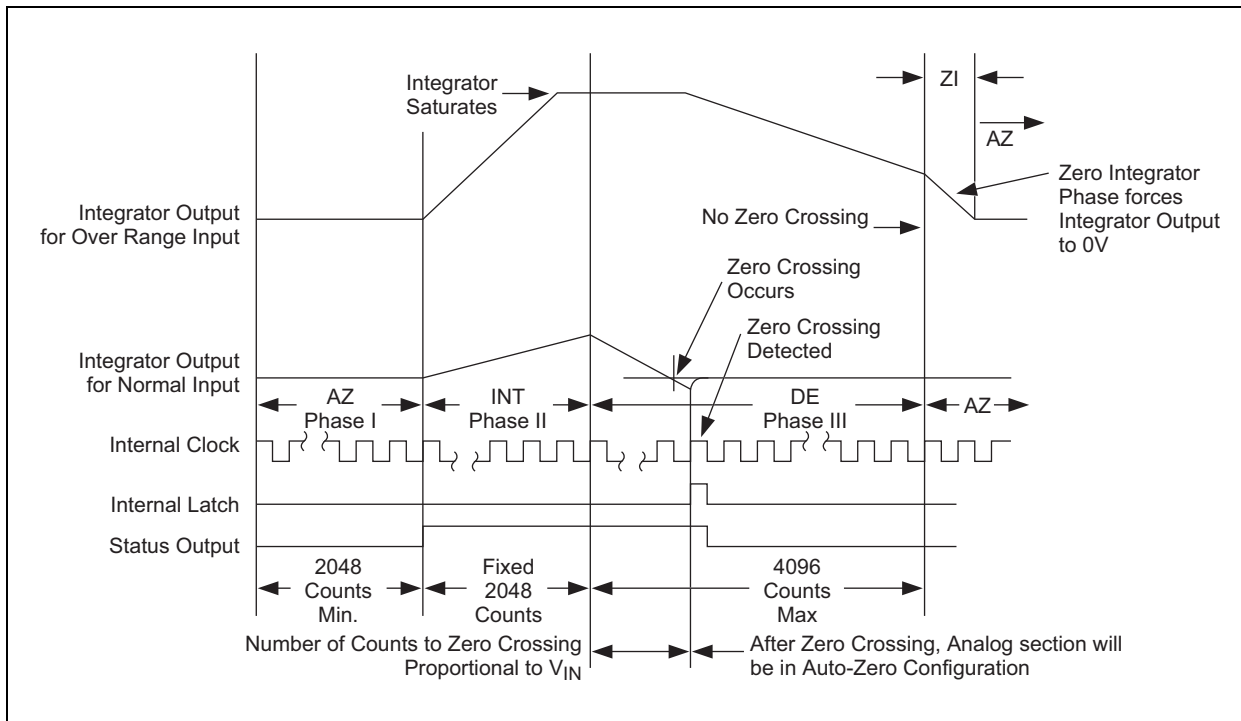 Integrator
Saturates
ZI
AZ
Zero Integrator
Phase forces
Integrator Output
to 0V
Integrator Output
for Over Range Input
No Zero Crossing
Zero Crossing
Occurs
Zero Crossing
Detected
Integrator Output
for Normal Input
AZ
Phase I
INT
Phase II
DE
Phase III
AZ
Internal Clock
Internal Latch
Status Output
2048
Counts
Min.
Fixed
2048
Counts
4096
Counts
Max
Number of Counts to Zero Crossing
Proportional to VIN
After Zero Crossing, Analog section will
be in Auto-Zero Configuration